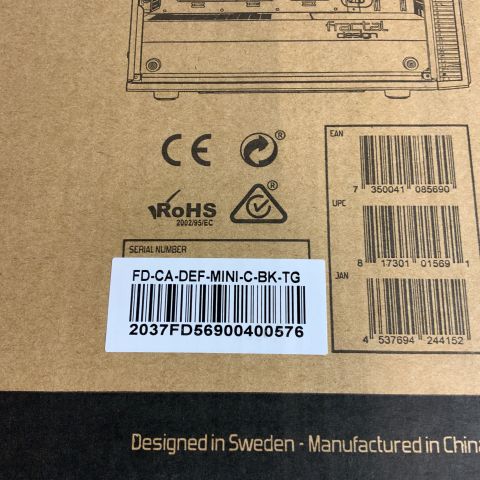 fractal
design
EAN
7 350041 085690
CE
®
UPC
RoHS
2002/95/EC
®
8 17301 01569 1
SERIAL NUMBER
JAN
FD-CA-DEF-MINI-C-BK-TG
2037FD56900400576
4 537694 244152
Designed in Sweden - Manufactured in China